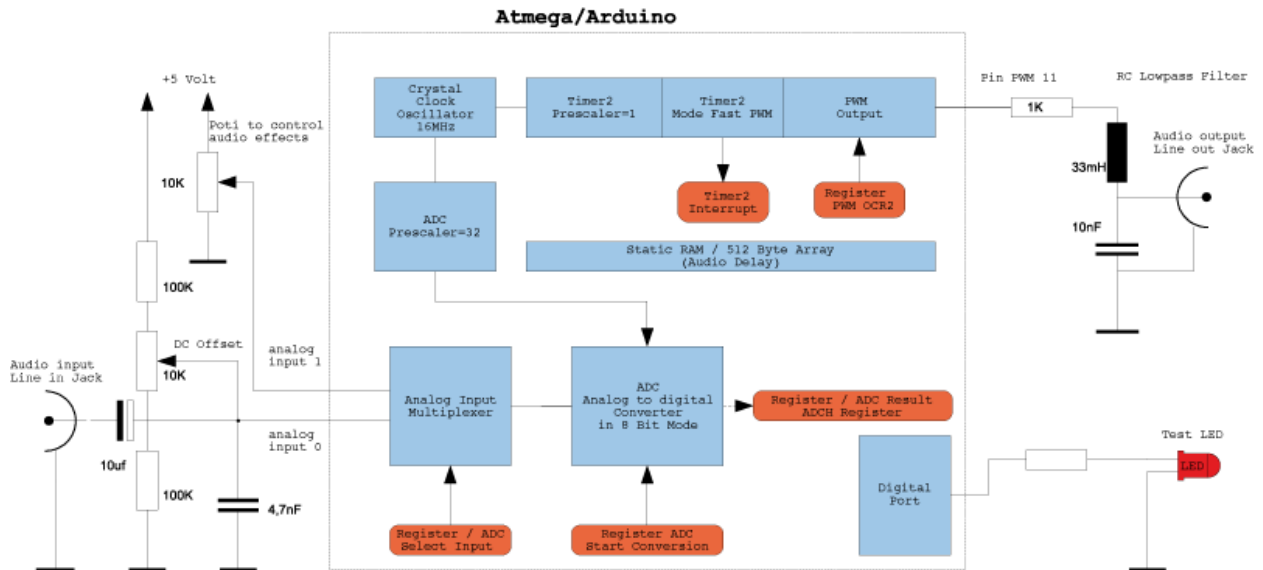 Atmega/Arduino
+5 Volt
Poti to control
audio effects
10K
100K
DC Offset
10K
Audio input
Line in Jack
10uf
100K
4,7nF
analog
input 1
analog
input 0
Crystal
Clock
Oscillator
16MHz
Timer2
Prescaler=1
Timer2
Mode Fast PWM
PWM
Output
ADC
Prescaler=32
Timer2
Interrupt
Register
PWM OCR2
Static RAM / 512 Byte Array
(Audio Delay)
Analog Input
Multiplexer
ADC
Analog to digital
Converter
in 8 Bit Mode
Register / ADC Result
ADCH Register
Register / ADC
Select Input
Register ADC
Start Conversion
Digital
Port
Pin PWM 11
RC Lowpass Filter
1K
Audio output
Line out Jack
33mH
10nF
Test LED
LED